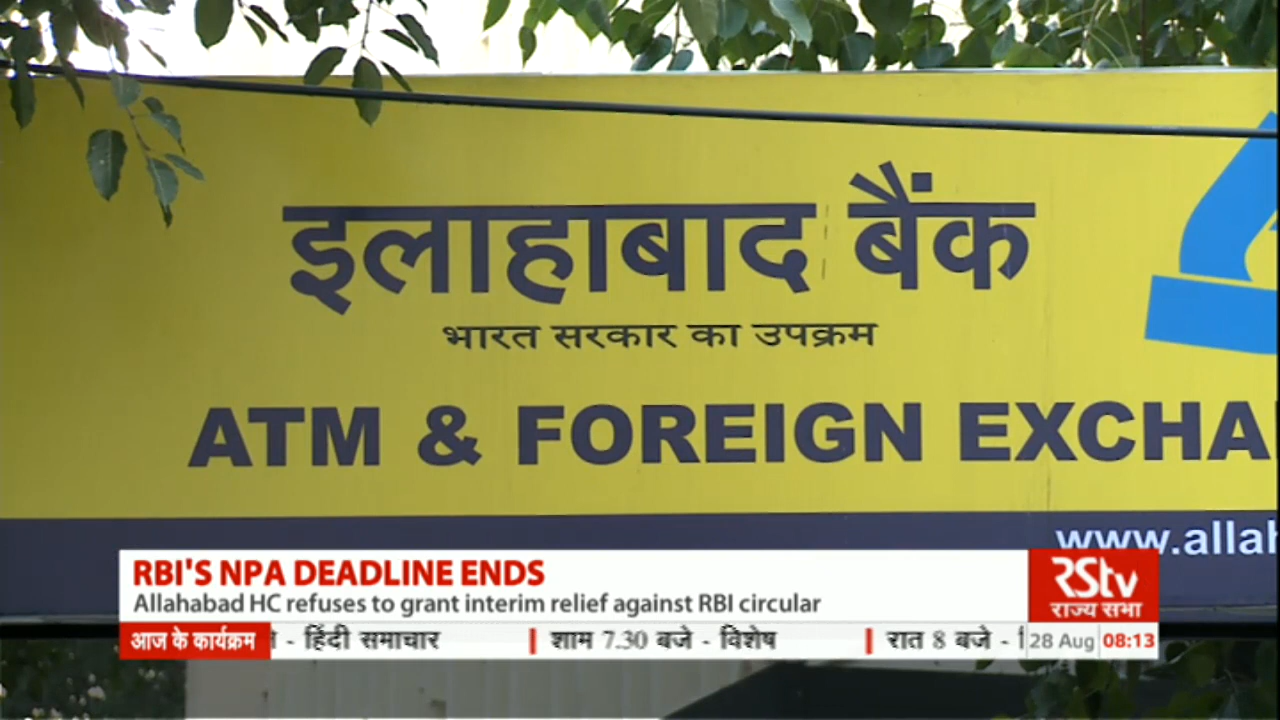 इलाहाबाद बैंक
भारत सरकार का उपक्रम
ATM & FOREIGN EXCHA
www.allah
RBI'S NPA DEADLINE ENDS
Allahabad HC refuses to grant interim relief against RBI circular
RStv
राज्य सभा
आज के कार्यक्रम - हिंदी समाचार | शाम 7.30 बजे - विशेष | रात 8 बजे - 28 Aug 08:13